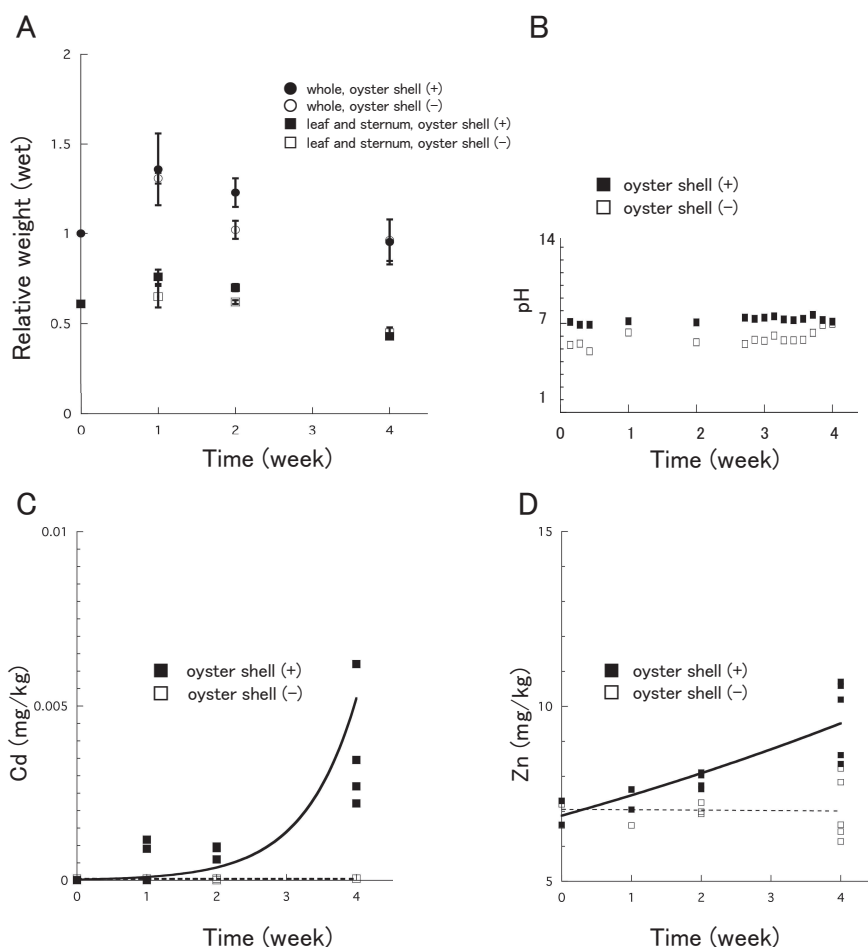 A
2
1.5
1
0.5
0
0 1 2 3 4
Relative weight (wet)
Time (week)
whole, oyster shell (+)
whole, oyster shell (−)
leaf and sternum, oyster shell (+)
leaf and sternum, oyster shell (−)
B
oyster shell (+)
oyster shell (−)
14
7
1
pH
0 1 2 3 4
Time (week)
C
0.01
0.005
0
Cd (mg/kg)
oyster shell (+)
oyster shell (−)
0 1 2 3 4
Time (week)
D
15
10
5
Zn (mg/kg)
oyster shell (+)
oyster shell (−)
0 1 2 3 4
Time (week)